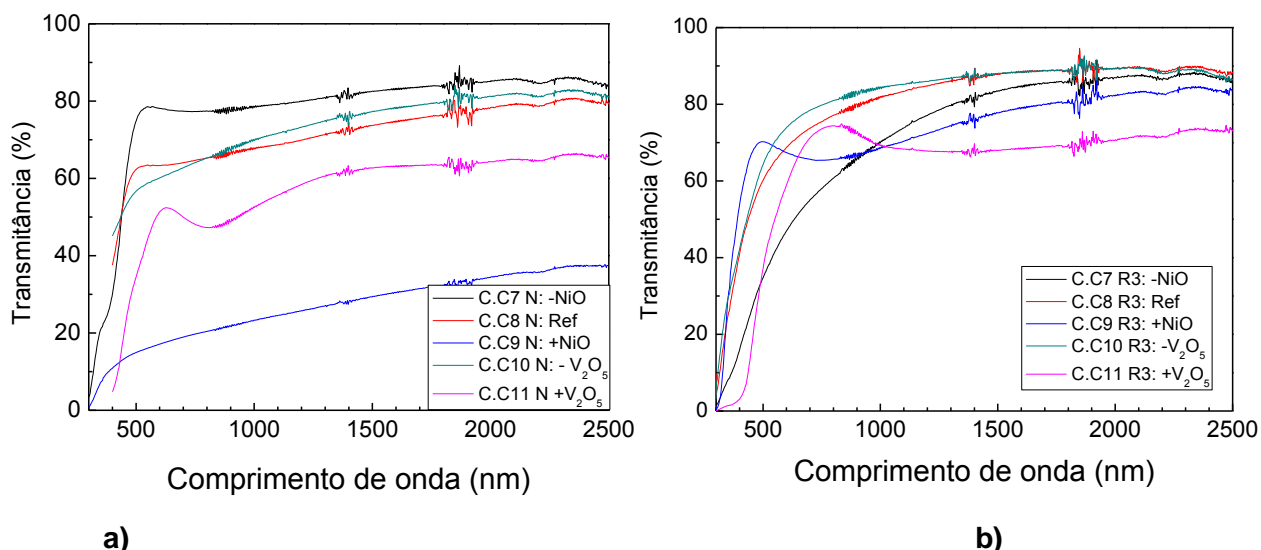 100
80
60
40
20
0
Transmitância (%)
500
1000
1500
2000
2500
Comprimento de onda (nm)
C.C7 N: -NiO
C.C8 N: Ref
C.C9 N: +NiO
C.C10 N: - V₂O₅
C.C11 N +V₂O₅
a)
100
80
60
40
20
0
Transmitância (%)
500
1000
1500
2000
2500
Comprimento de onda (nm)
C.C7 R3: -NiO
C.C8 R3: Ref
C.C9 R3: +NiO
C.C10 R3: -V₂O₅
C.C11 R3: +V₂O₅
b)